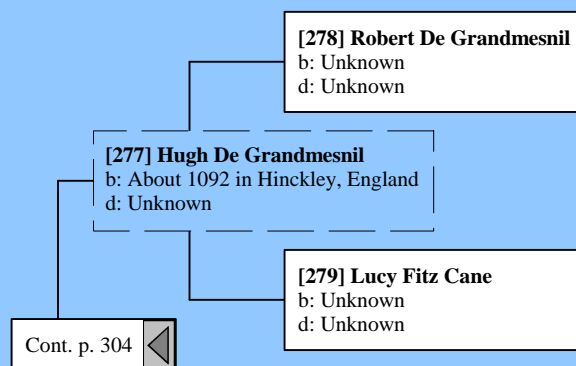 [278] Robert De Grandmesnil
b: Unknown
d: Unknown
[277] Hugh De Grandmesnil
b: About 1092 in Hinckley, England
d: Unknown
[279] Lucy Fitz Cane
b: Unknown
d: Unknown
Cont. p. 304